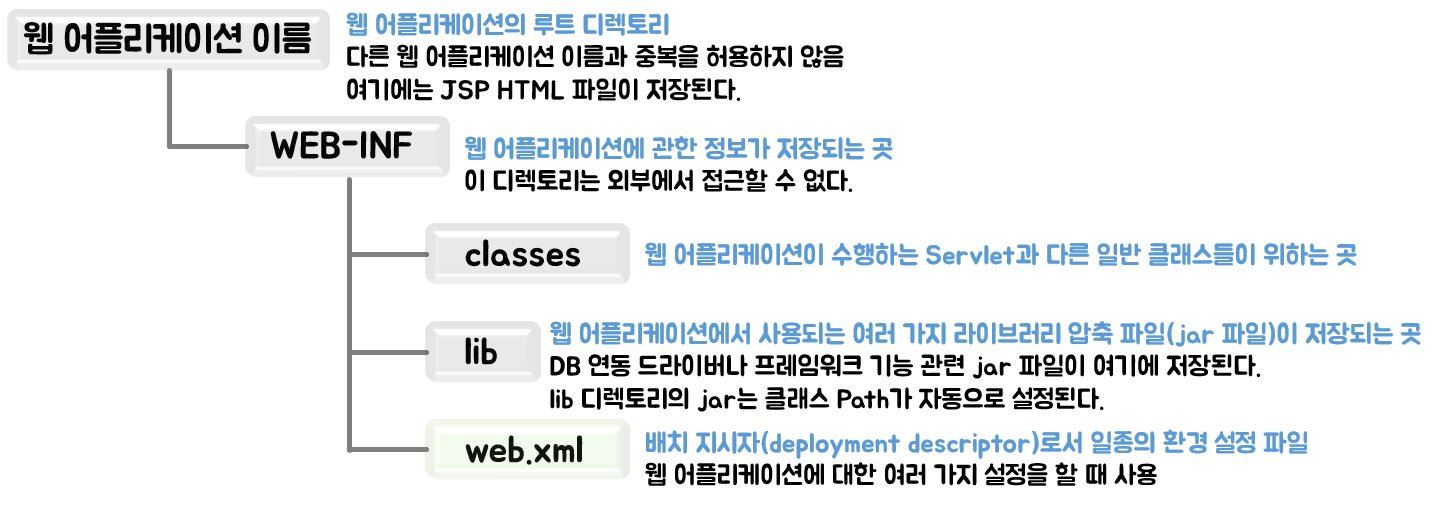 웹 어플리케이션 이름
웹 어플리케이션의 루트 디렉토리
다른 웹 어플리케이션 이름과 중복을 허용하지 않음
여기에는 JSP HTML 파일이 저장된다.
WEB-INF
웹 어플리케이션에 관한 정보가 저장되는 곳
이 디렉토리는 외부에서 접근할 수 없다.
classes
웹 어플리케이션이 수행하는 Servlet과 다른 일반 클래스들이 위하는 곳
lib
웹 어플리케이션에서 사용되는 여러 가지 라이브러리 압축 파일(jar 파일)이 저장되는 곳
DB 연동 드라이버나 프레임워크 기능 관련 jar 파일이 여기에 저장된다.
lib 디렉토리의 jar는 클래스 Path가 자동으로 설정된다.
web.xml
배치 지시자(deployment descriptor)로서 일종의 환경 설정 파일
웹 어플리케이션에 대한 여러 가지 설정을 할 때 사용